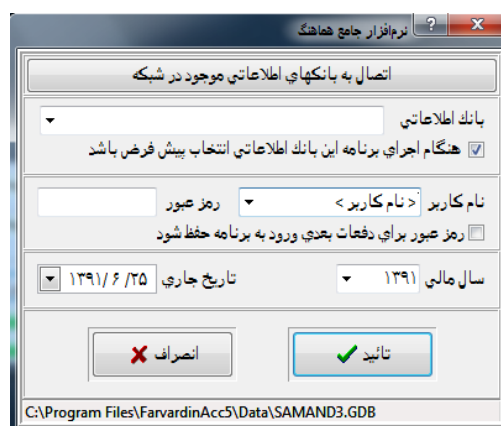 نرم‌افزار جامع هماهنگ
اتصال به بانکهاي اطلاعاتي موجود در شبکه
بانك اطلاعاتي
هنگام اجراي برنامه اين بانك اطلاعاتي انتخاب پيش فرض باشد
نام کاربر < نام کاربر > رمز عبور
رمز عبور براي دفعات بعدي ورود به برنامه حفظ شود
سال مالي ۱۳۹۱ تاريخ جاري ۱۳۹۱/ ۶ /۲۵
تائيد انصراف
C:\Program Files\FarvardinAcc5\Data\SAMAND3.GDB